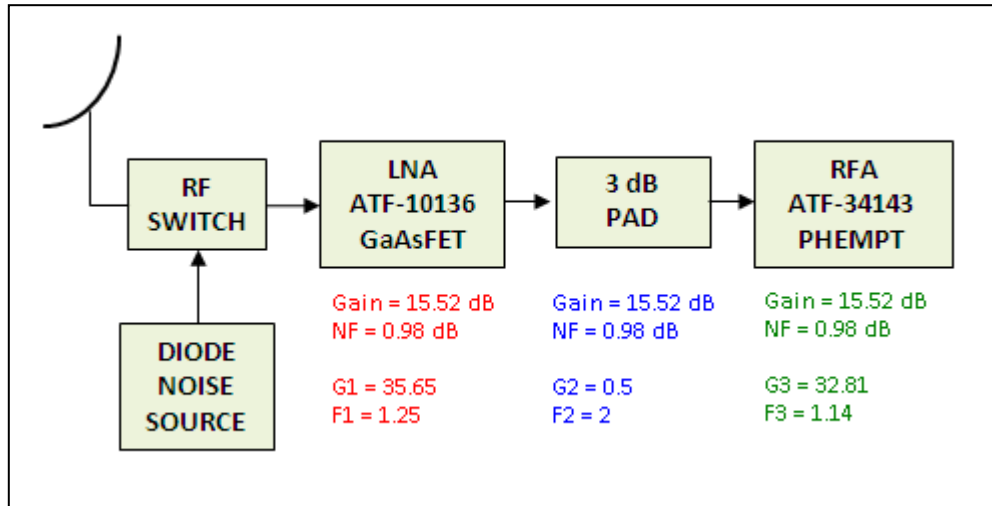 RF
SWITCH
LNA
ATF-10136
GaAsFET
3 dB
PAD
RFA
ATF-34143
PHEMPT
DIODE
NOISE
SOURCE
Gain = 15.52 dB
NF = 0.98 dB
G1 = 35.65
F1 = 1.25
Gain = 15.52 dB
NF = 0.98 dB
G2 = 0.5
F2 = 2
Gain = 15.52 dB
NF = 0.98 dB
G3 = 32.81
F3 = 1.14